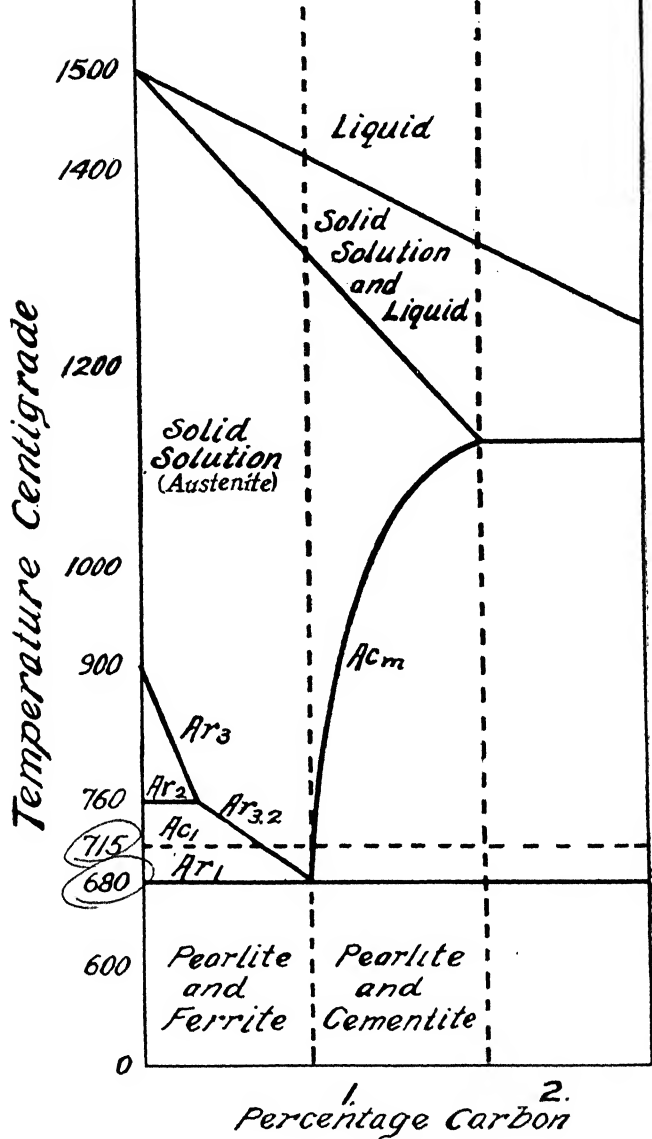 1500
Liquid
1400
Solid
Solution
and
Liquid
1200
Solid
Solution
(Austenite)
1000
Acm
900
Ar3
760
Ar2
Ar3.2
Ac1
715
Ar1
680
600
Pearlite
and
Ferrite
Pearlite
and
Cementite
0
1.
2.
Percentage Carbon
Temperature Centigrade